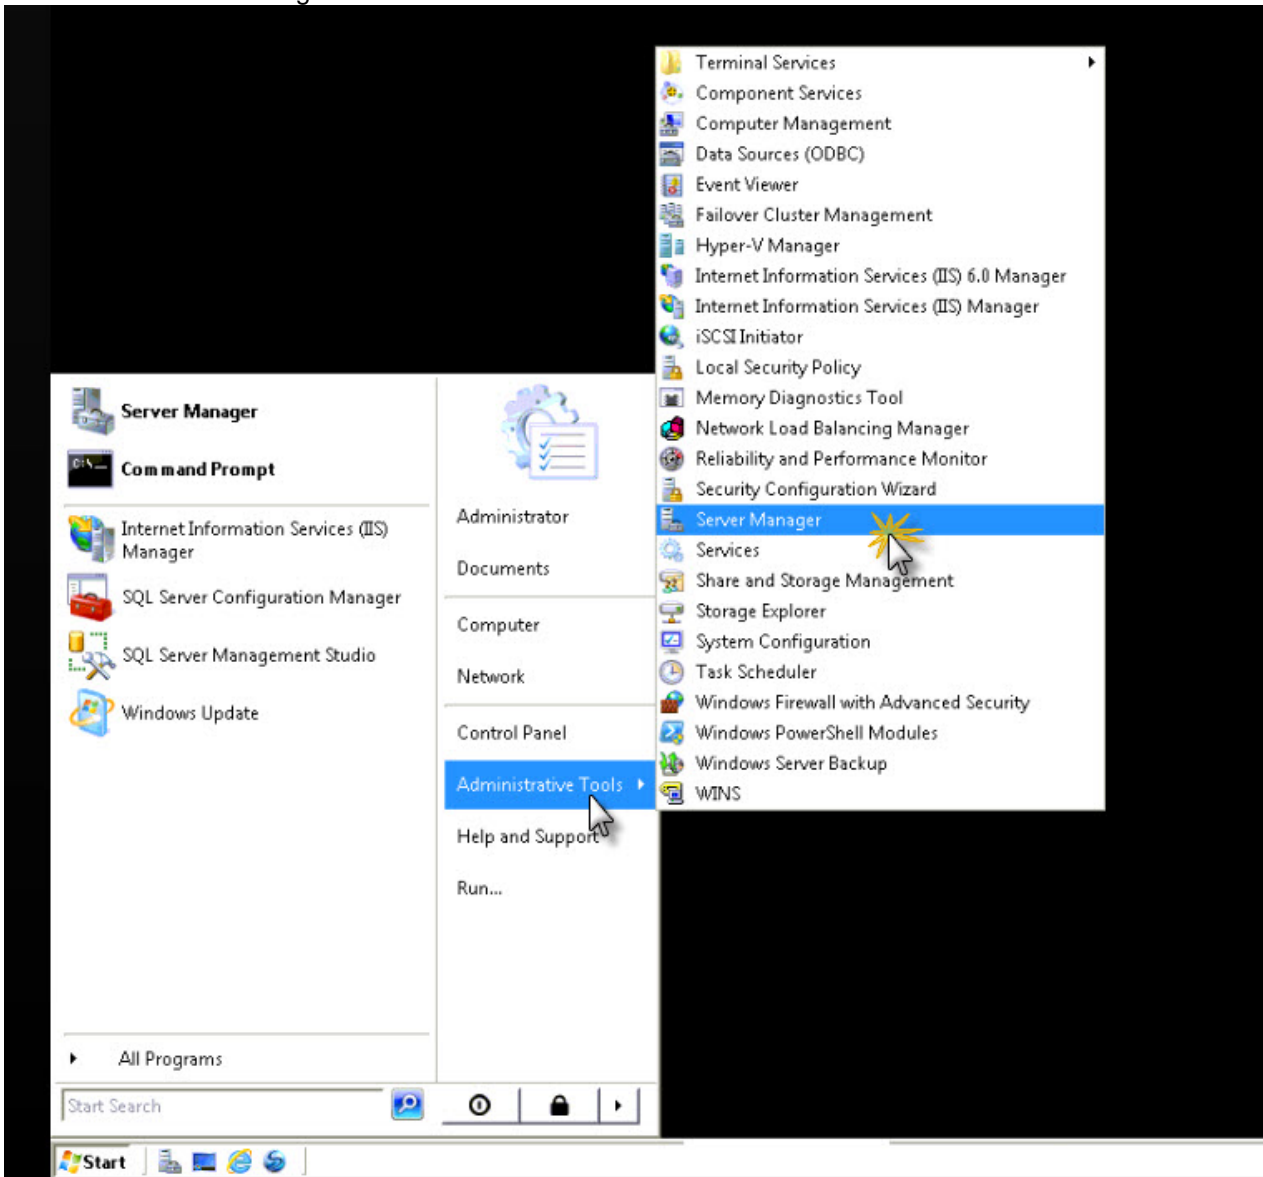 Terminal Services
Component Services
Computer Management
Data Sources (ODBC)
Event Viewer
Failover Cluster Management
Hyper-V Manager
Internet Information Services (IIS) 6.0 Manager
Internet Information Services (IIS) Manager
iSCSI Initiator
Local Security Policy
Memory Diagnostics Tool
Network Load Balancing Manager
Reliability and Performance Monitor
Security Configuration Wizard
Server Manager
Services
Share and Storage Management
Storage Explorer
System Configuration
Task Scheduler
Windows Firewall with Advanced Security
Windows PowerShell Modules
Windows Server Backup
WINS
Server Manager
Command Prompt
Internet Information Services (IIS)
Manager
SQL Server Configuration Manager
SQL Server Management Studio
Windows Update
All Programs
Start Search
Administrator
Documents
Computer
Network
Control Panel
Administrative Tools
Help and Support
Run...
Start